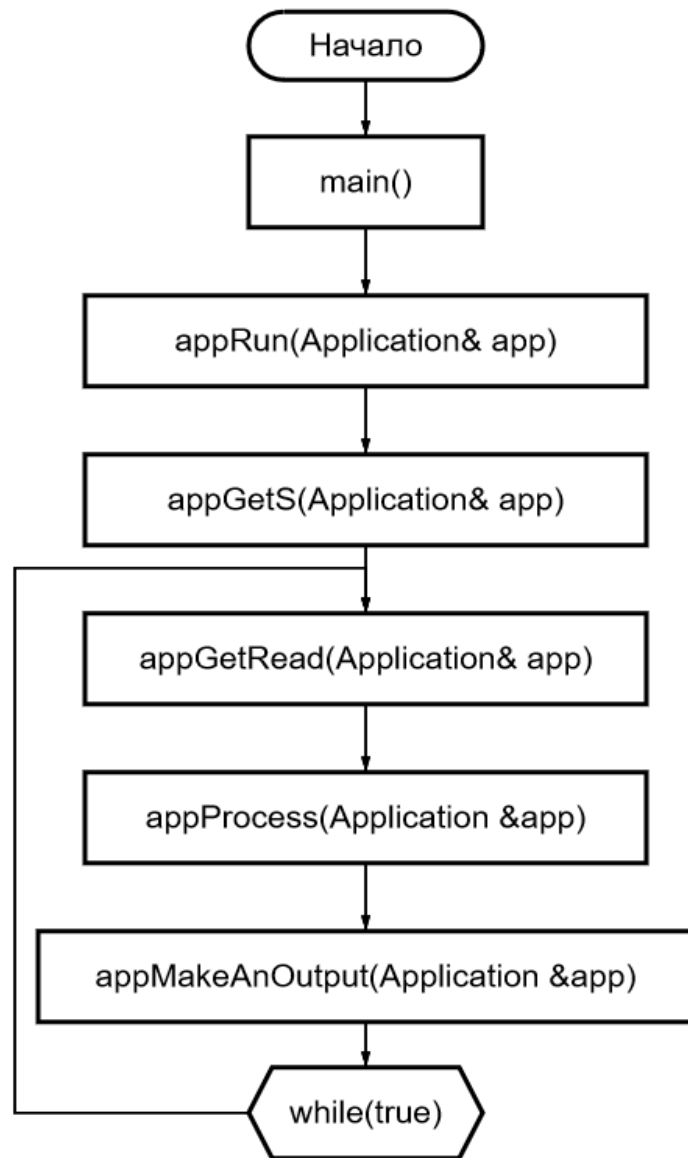 Начало
main()
appRun(Application& app)
appGetS(Application& app)
appGetRead(Application& app)
appProcess(Application &app)
appMakeAnOutput(Application &app)
while(true)